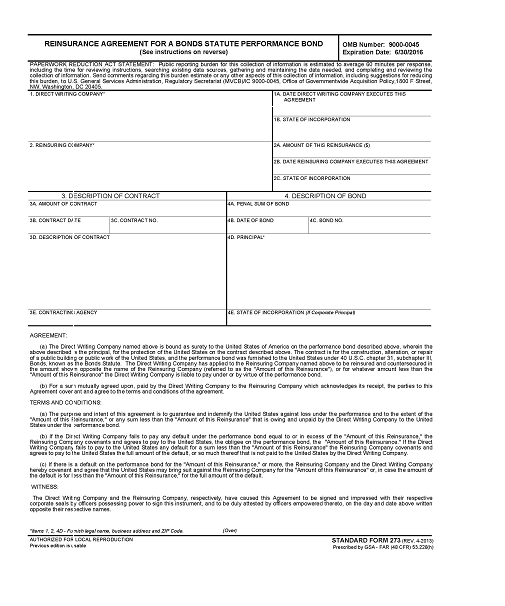 REINSURANCE AGREEMENT FOR A BONDS STATUTE PERFORMANCE BOND
(See instructions on reverse)
OMB Number: 9000-0045
Expiration Date: 6/30/2016
PAPERWORK REDUCTION ACT STATEMENT: Public reporting burden for this collection of information is estimated to average 60 minutes per response,
including the time for reviewing instructions, searching existing data sources, gathering and maintaining the data needed, and completing and reviewing the
collection of information. Send comments regarding this burden estimate or any other aspects of this collection of information, including suggestions for reducing
this burden, to U.S. General Services Administration, Regulatory Secretariat (MVCB)/IC 9000-0045, Office of Governmentwide Acquisition Policy,1800 F Street,
NW, Washington, DC 20405.
1. DIRECT WRITING COMPANY*
1A. DATE DIRECT WRITING COMPANY EXECUTES THIS
AGREEMENT
1B. STATE OF INCORPORATION
2. REINSURING COMPANY*
2A. AMOUNT OF THIS REINSURANCE ($)
2B. DATE REINSURING COMPANY EXECUTES THIS AGREEMENT
2C. STATE OF INCORPORATION
3. DESCRIPTION OF CONTRACT
4. DESCRIPTION OF BOND
3A. AMOUNT OF CONTRACT
4A. PENAL SUM OF BOND
3B. CONTRACT DATE
3C. CONTRACT NO.
4B. DATE OF BOND
4C. BOND NO.
3D. DESCRIPTION OF CONTRACT
4D. PRINCIPAL*
3E. CONTRACTING AGENCY
4E. STATE OF INCORPORATION (If Corporate Principal)
AGREEMENT:
(a) The Direct Writing Company named above is bound as surety to the United States of America on the performance bond described above, wherein the
above described is the principal, for the protection of the United States on the contract described above. The contract is for the construction, alteration, or repair
of a public building or public work of the United States, and the performance bond was furnished to the United States under 40 U.S.C. chapter 31, subchapter III,
Bonds, known as the Bonds Statute. The Direct Writing Company has applied to the Reinsuring Company named above to be reinsured and countersecured in
the amount shown opposite the name of the Reinsuring Company (referred to as the "Amount of this Reinsurance"), or for whatever amount less than the
"Amount of this Reinsurance" the Direct Writing Company is liable to pay under or by virtue of the performance bond.
(b) For a sum mutually agreed upon, paid by the Direct Writing Company to the Reinsuring Company which acknowledges its receipt, the parties to this
Agreement covenant and agree to the terms and conditions of the agreement.
TERMS AND CONDITIONS:
(a) The purpose and intent of this agreement is to guarantee and indemnify the United States against loss under the performance and to the extent of the
"Amount of this Reinsurance," or any sum less than the "Amount of this Reinsurance" that is owing and unpaid by the Direct Writing Company to the United
States under the performance bond.
(b) If the Direct Writing Company fails to pay any default under the performance bond equal to or in excess of the "Amount of this Reinsurance," the
Reinsuring Company covenants and agrees to pay to the United States, the obligee on the performance bond, the "Amount of this Reinsurance." If the Direct
Writing Company fails to pay to the United States any default for a sum less than the "Amount of this Reinsurance" the Reinsuring Company covenants and
agrees to pay to the United States the full amount of the default, or so much thereof that is not paid to the United States by the Direct Writing Company.
(c) If there is a default on the performance bond for the "Amount of this Reinsurance," or more, the Reinsuring Company and the Direct Writing Company
hereby covenant and agree that the United States may bring suit against the Reinsuring Company for the "Amount of this Reinsurance" or, in case the amount of
the default is for less than the "Amount of this Reinsurance," for the full amount of the default.
WITNESS:
The Direct Writing Company and the Reinsuring Company, respectively, have caused this Agreement to be signed and impressed with their respective
corporate seals by officers possessing power to sign this instrument, and to be duly attested by officers empowered thereto, on the day and date above written
opposite their respective names.
*Items 1, 2, 4D - Furnish legal name, business address and ZIP Code.
(Over)
AUTHORIZED FOR LOCAL REPRODUCTION
Previous edition is usable
STANDARD FORM 273 (REV. 4-2013)
Prescribed by GSA - FAR (48 CFR) 53.228(h)